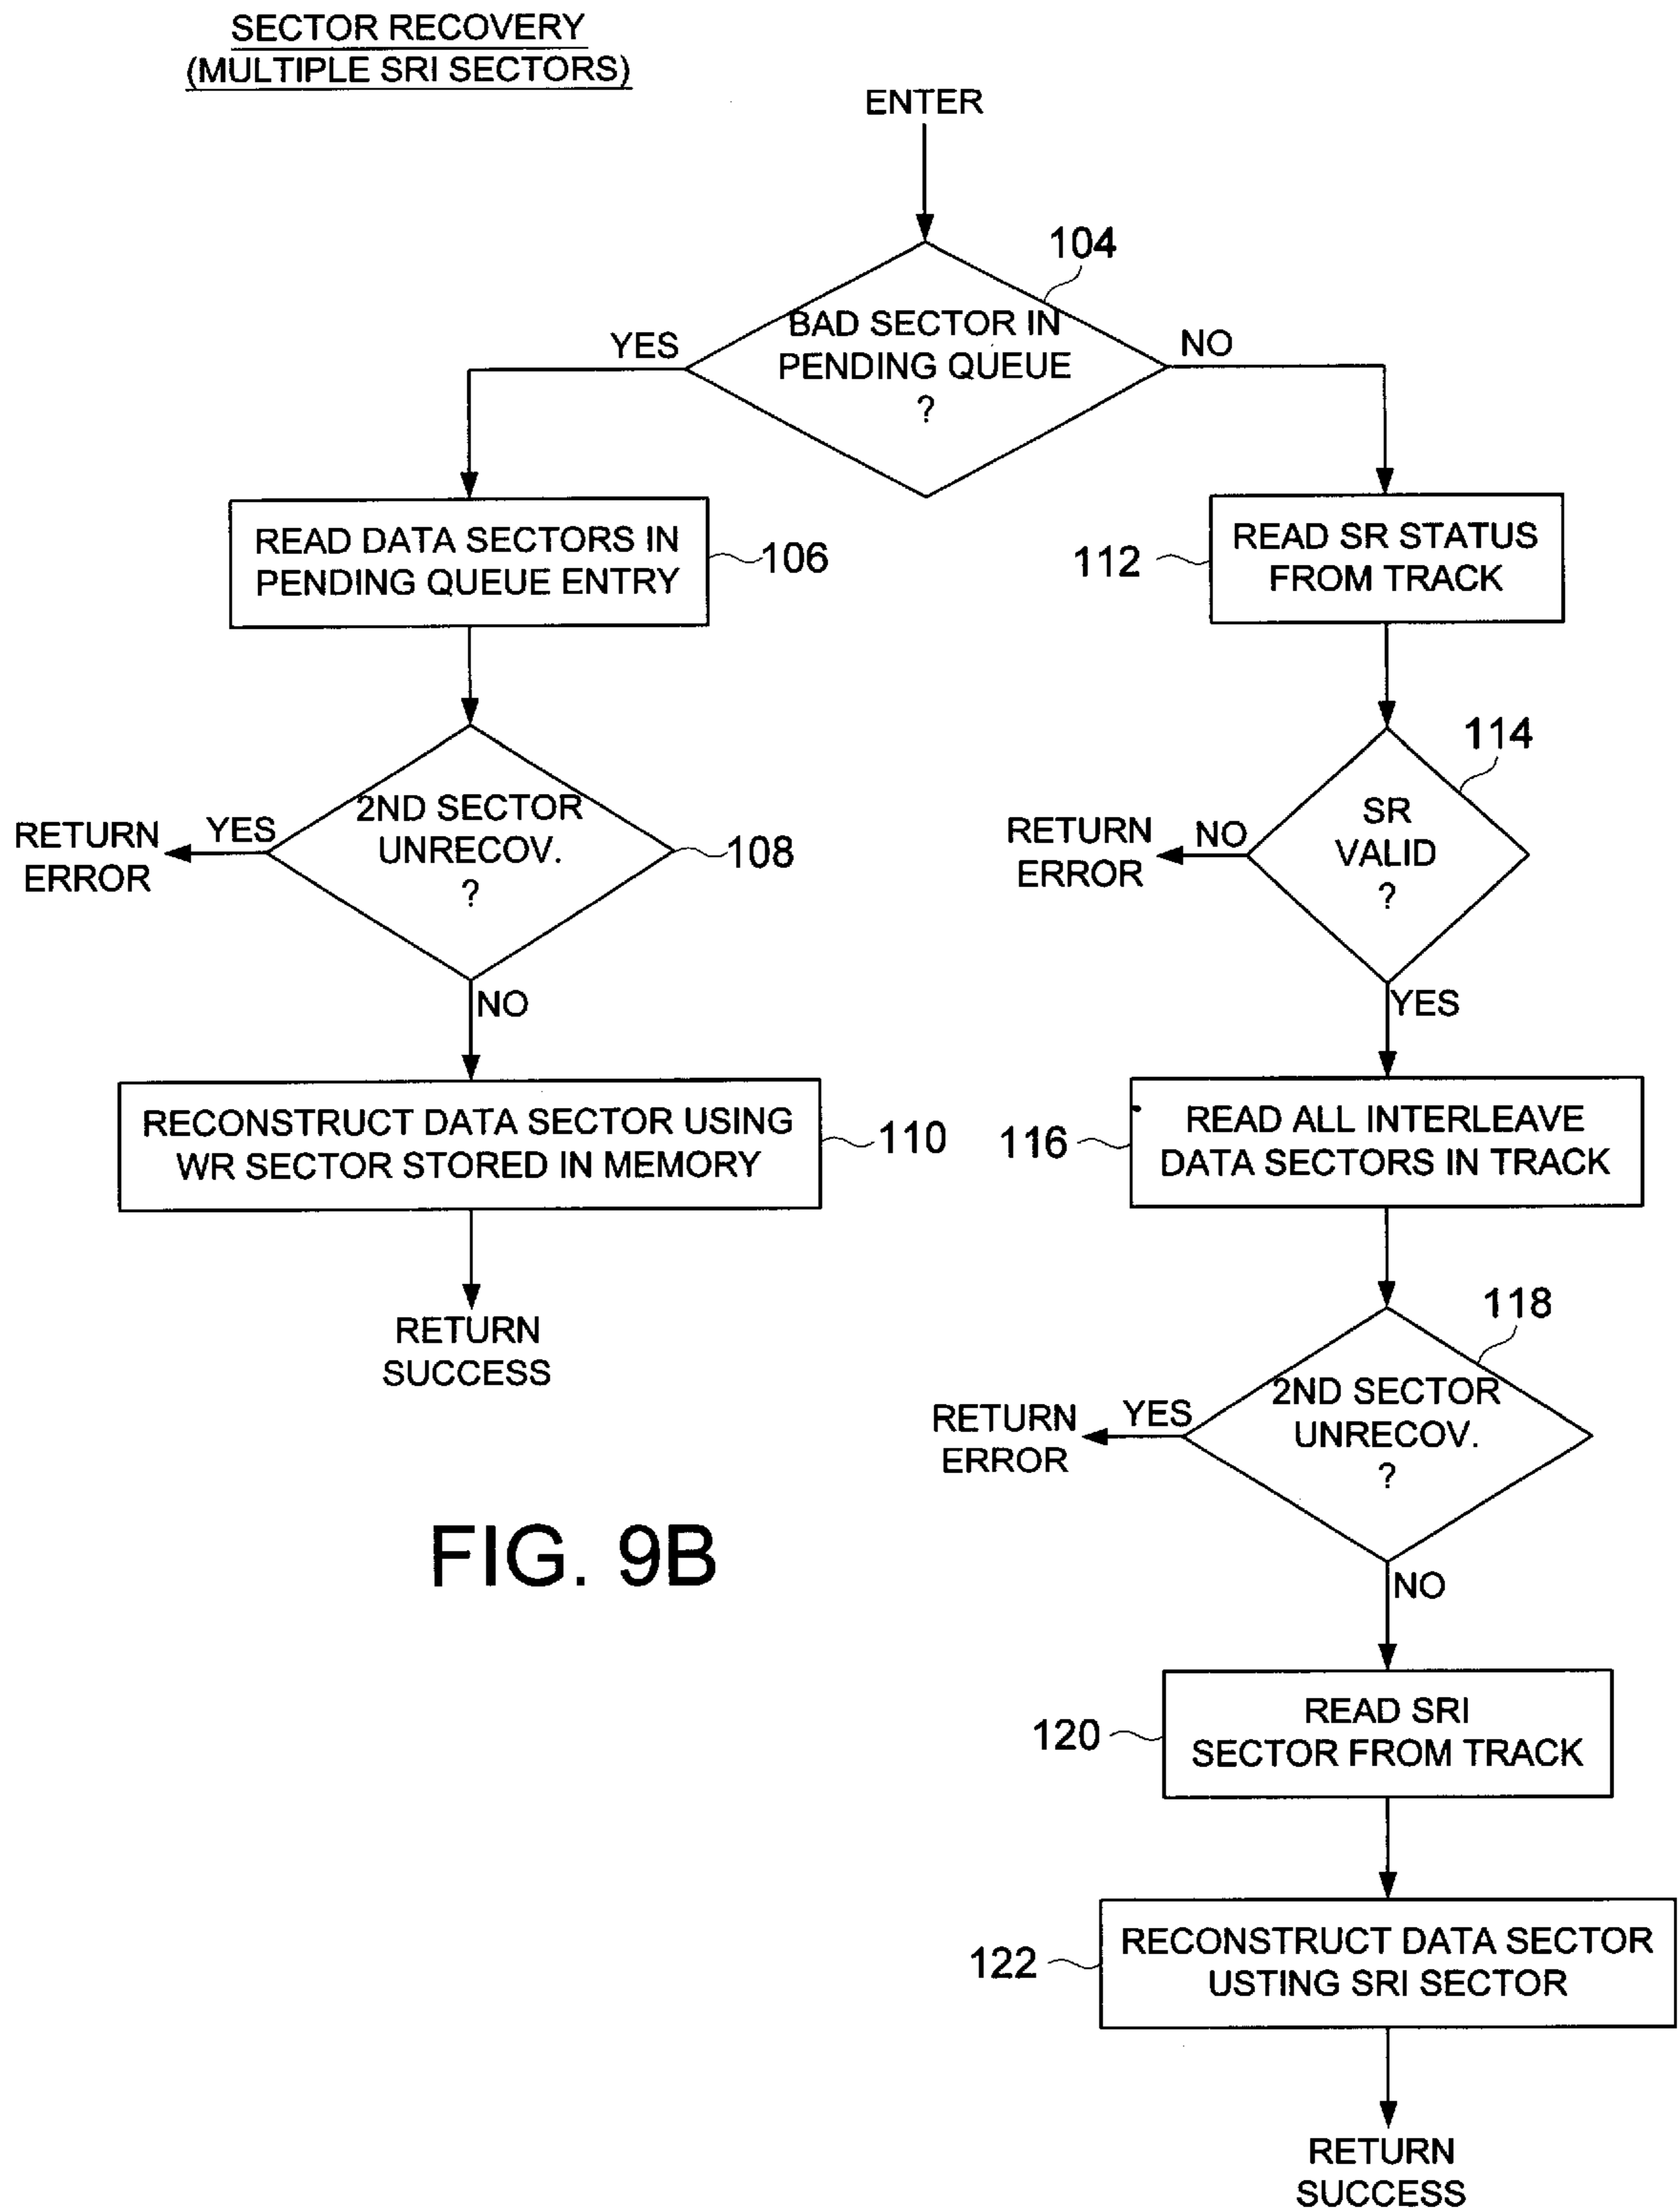 SECTOR RECOVERY
(MULTIPLE SRI SECTORS)
ENTER
104
BAD SECTOR IN
PENDING QUEUE
?
YES
NO
READ DATA SECTORS IN
PENDING QUEUE ENTRY
106
112
READ SR STATUS
FROM TRACK
2ND SECTOR
UNRECOV.
?
108
YES
RETURN
ERROR
NO
114
SR
VALID
?
NO
RETURN
ERROR
YES
RECONSTRUCT DATA SECTOR USING
WR SECTOR STORED IN MEMORY
110
RETURN
SUCCESS
116
READ ALL INTERLEAVE
DATA SECTORS IN TRACK
118
2ND SECTOR
UNRECOV.
?
YES
RETURN
ERROR
NO
FIG. 9B
120
READ SRI
SECTOR FROM TRACK
122
RECONSTRUCT DATA SECTOR
USTING SRI SECTOR
RETURN
SUCCESS